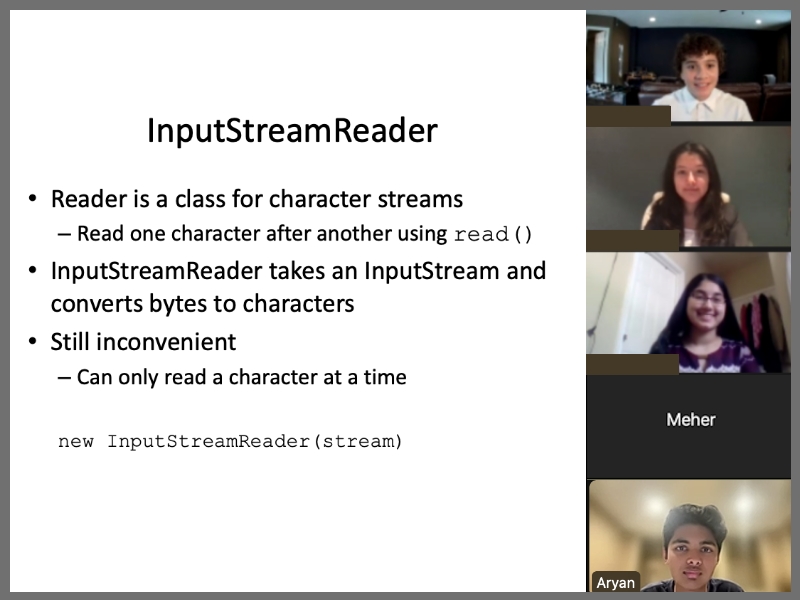 InputStreamReader
• Reader is a class for character streams
– Read one character after another using read()
• InputStreamReader takes an InputStream and
converts bytes to characters
• Still inconvenient
– Can only read a character at a time
new InputStreamReader(stream)
Meher
Aryan